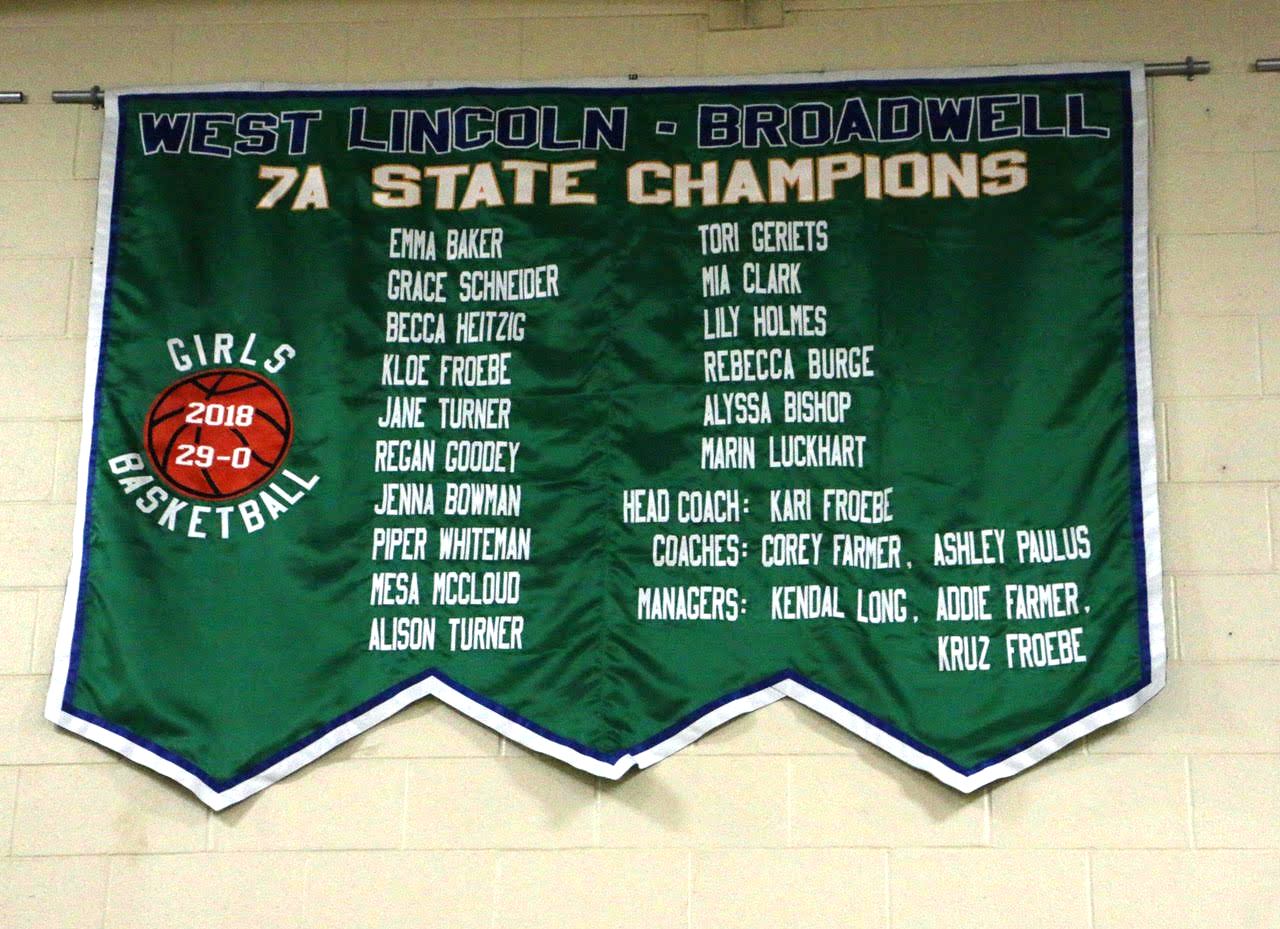 WEST LINCOLN - BROADWELL
7A STATE CHAMPIONS
GIRLS
2018
29-0
BASKETBALL
EMMA BAKER
GRACE SCHNEIDER
BECCA HEITZIG
KLOE FROEBE
JANE TURNER
REGAN GOODEY
JENNA BOWMAN
PIPER WHITEMAN
MESA MCCLOUD
ALISON TURNER
TORI GERIETS
MIA CLARK
LILY HOLMES
REBECCA BURGE
ALYSSA BISHOP
MARIN LUCKHART
HEAD COACH: KARI FROEBE
COACHES: COREY FARMER, ASHLEY PAULUS
MANAGERS: KENDAL LONG, ADDIE FARMER,
KRUZ FROEBE